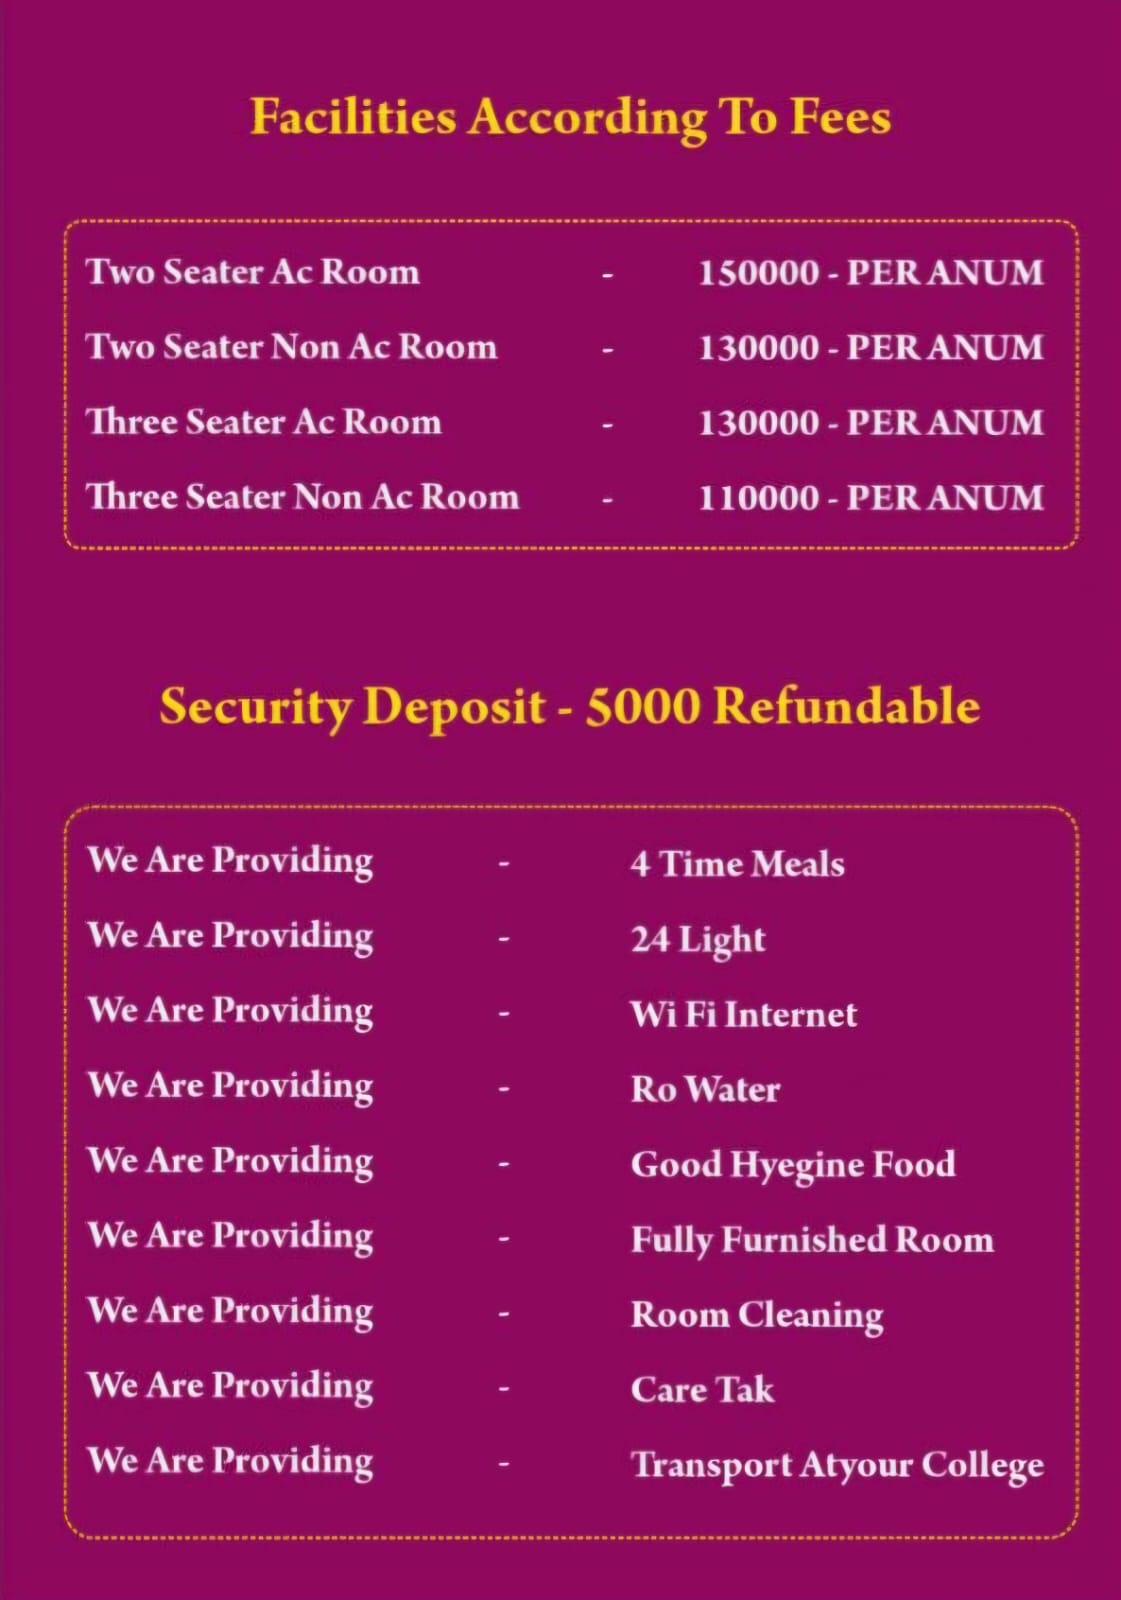 Facilities According To Fees
Two Seater Ac Room - 150000 - PER ANUM
Two Seater Non Ac Room - 130000 - PER ANUM
Three Seater Ac Room - 130000 - PER ANUM
Three Seater Non Ac Room - 110000 - PER ANUM
Security Deposit - 5000 Refundable
We Are Providing - 4 Time Meals
We Are Providing - 24 Light
We Are Providing - Wi Fi Internet
We Are Providing - Ro Water
We Are Providing - Good Hyegine Food
We Are Providing - Fully Furnished Room
We Are Providing - Room Cleaning
We Are Providing - Care Tak
We Are Providing - Transport Atyour College